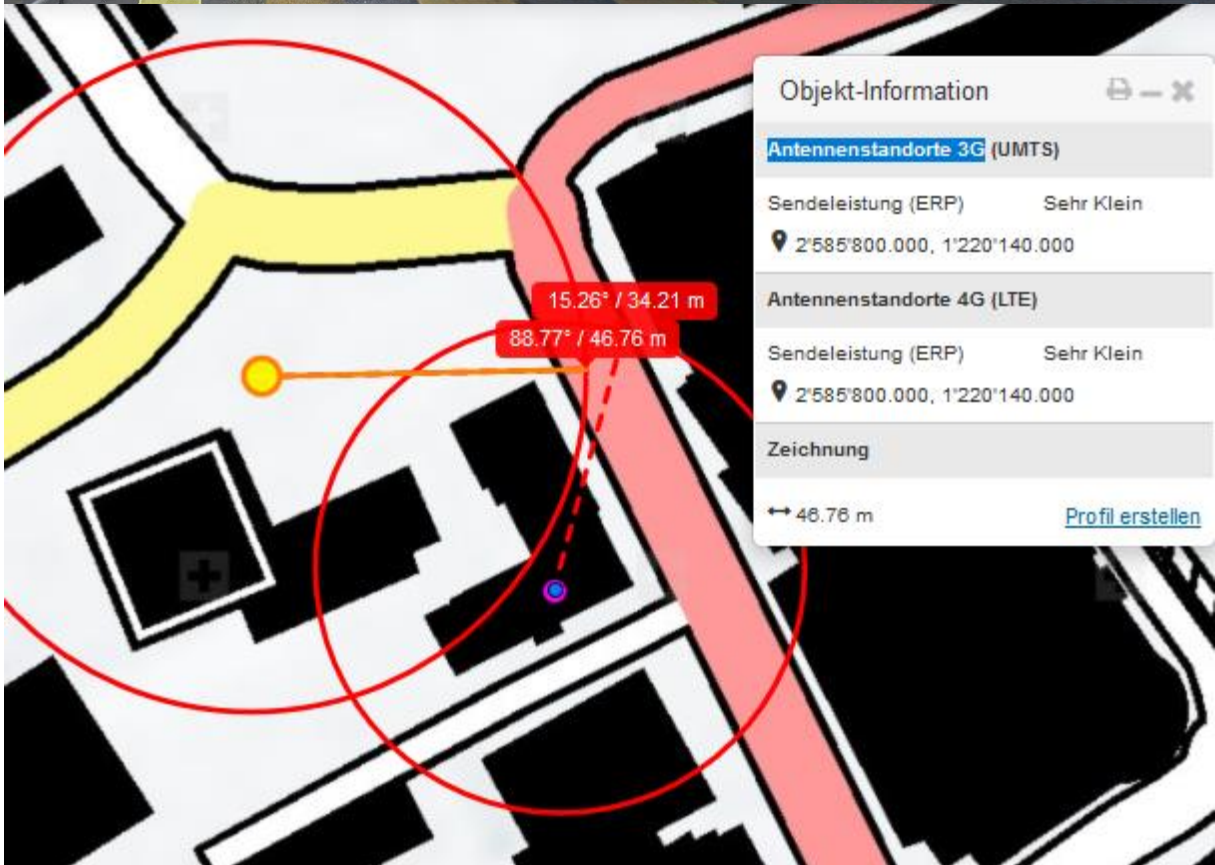 Objekt-Information
Antennenstandorte 3G (UMTS)
Sendeleistung (ERP) Sehr Klein
2'585'800.000, 1'220'140.000
Antennenstandorte 4G (LTE)
Sendeleistung (ERP) Sehr Klein
2'585'800.000, 1'220'140.000
Zeichnung
46.76 m Profil erstellen
15.26° / 34.21 m
88.77° / 46.76 m